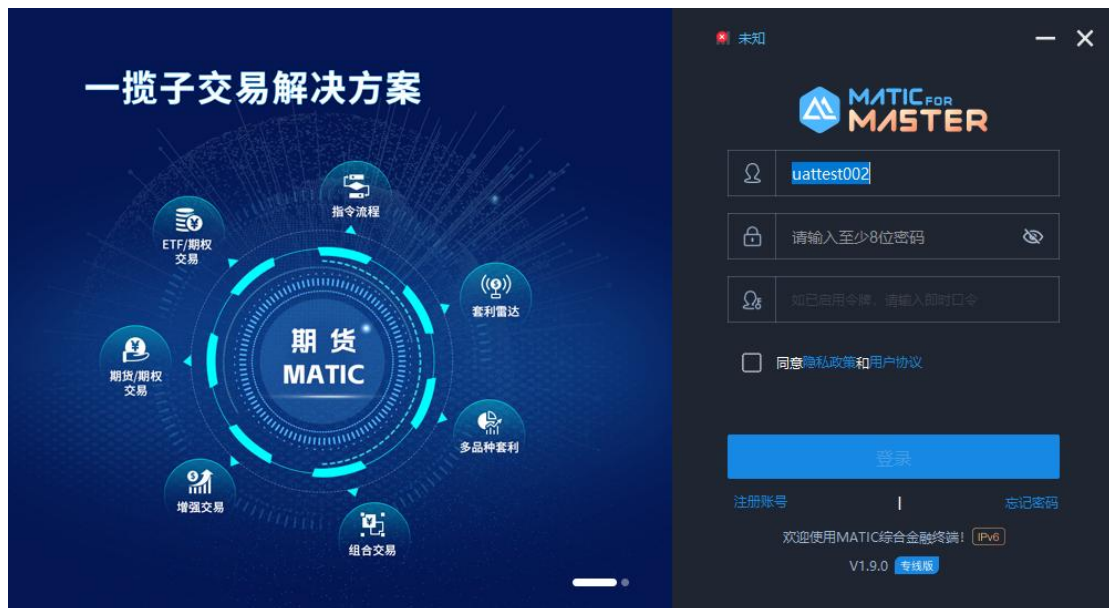 一揽子交易解决方案
指令流程
ETF/期权
交易
套利雷达
期货
MATIC
期货/期权
交易
多品种套利
增强交易
组合交易
未知
MATIC FOR
MASTER
uattest002
请输入至少8位密码
如已启用令牌，请输入即时口令
同意隐私政策和用户协议
登录
注册账号 | 忘记密码
欢迎使用MATIC综合金融终端! IPv6
V1.9.0 专线版